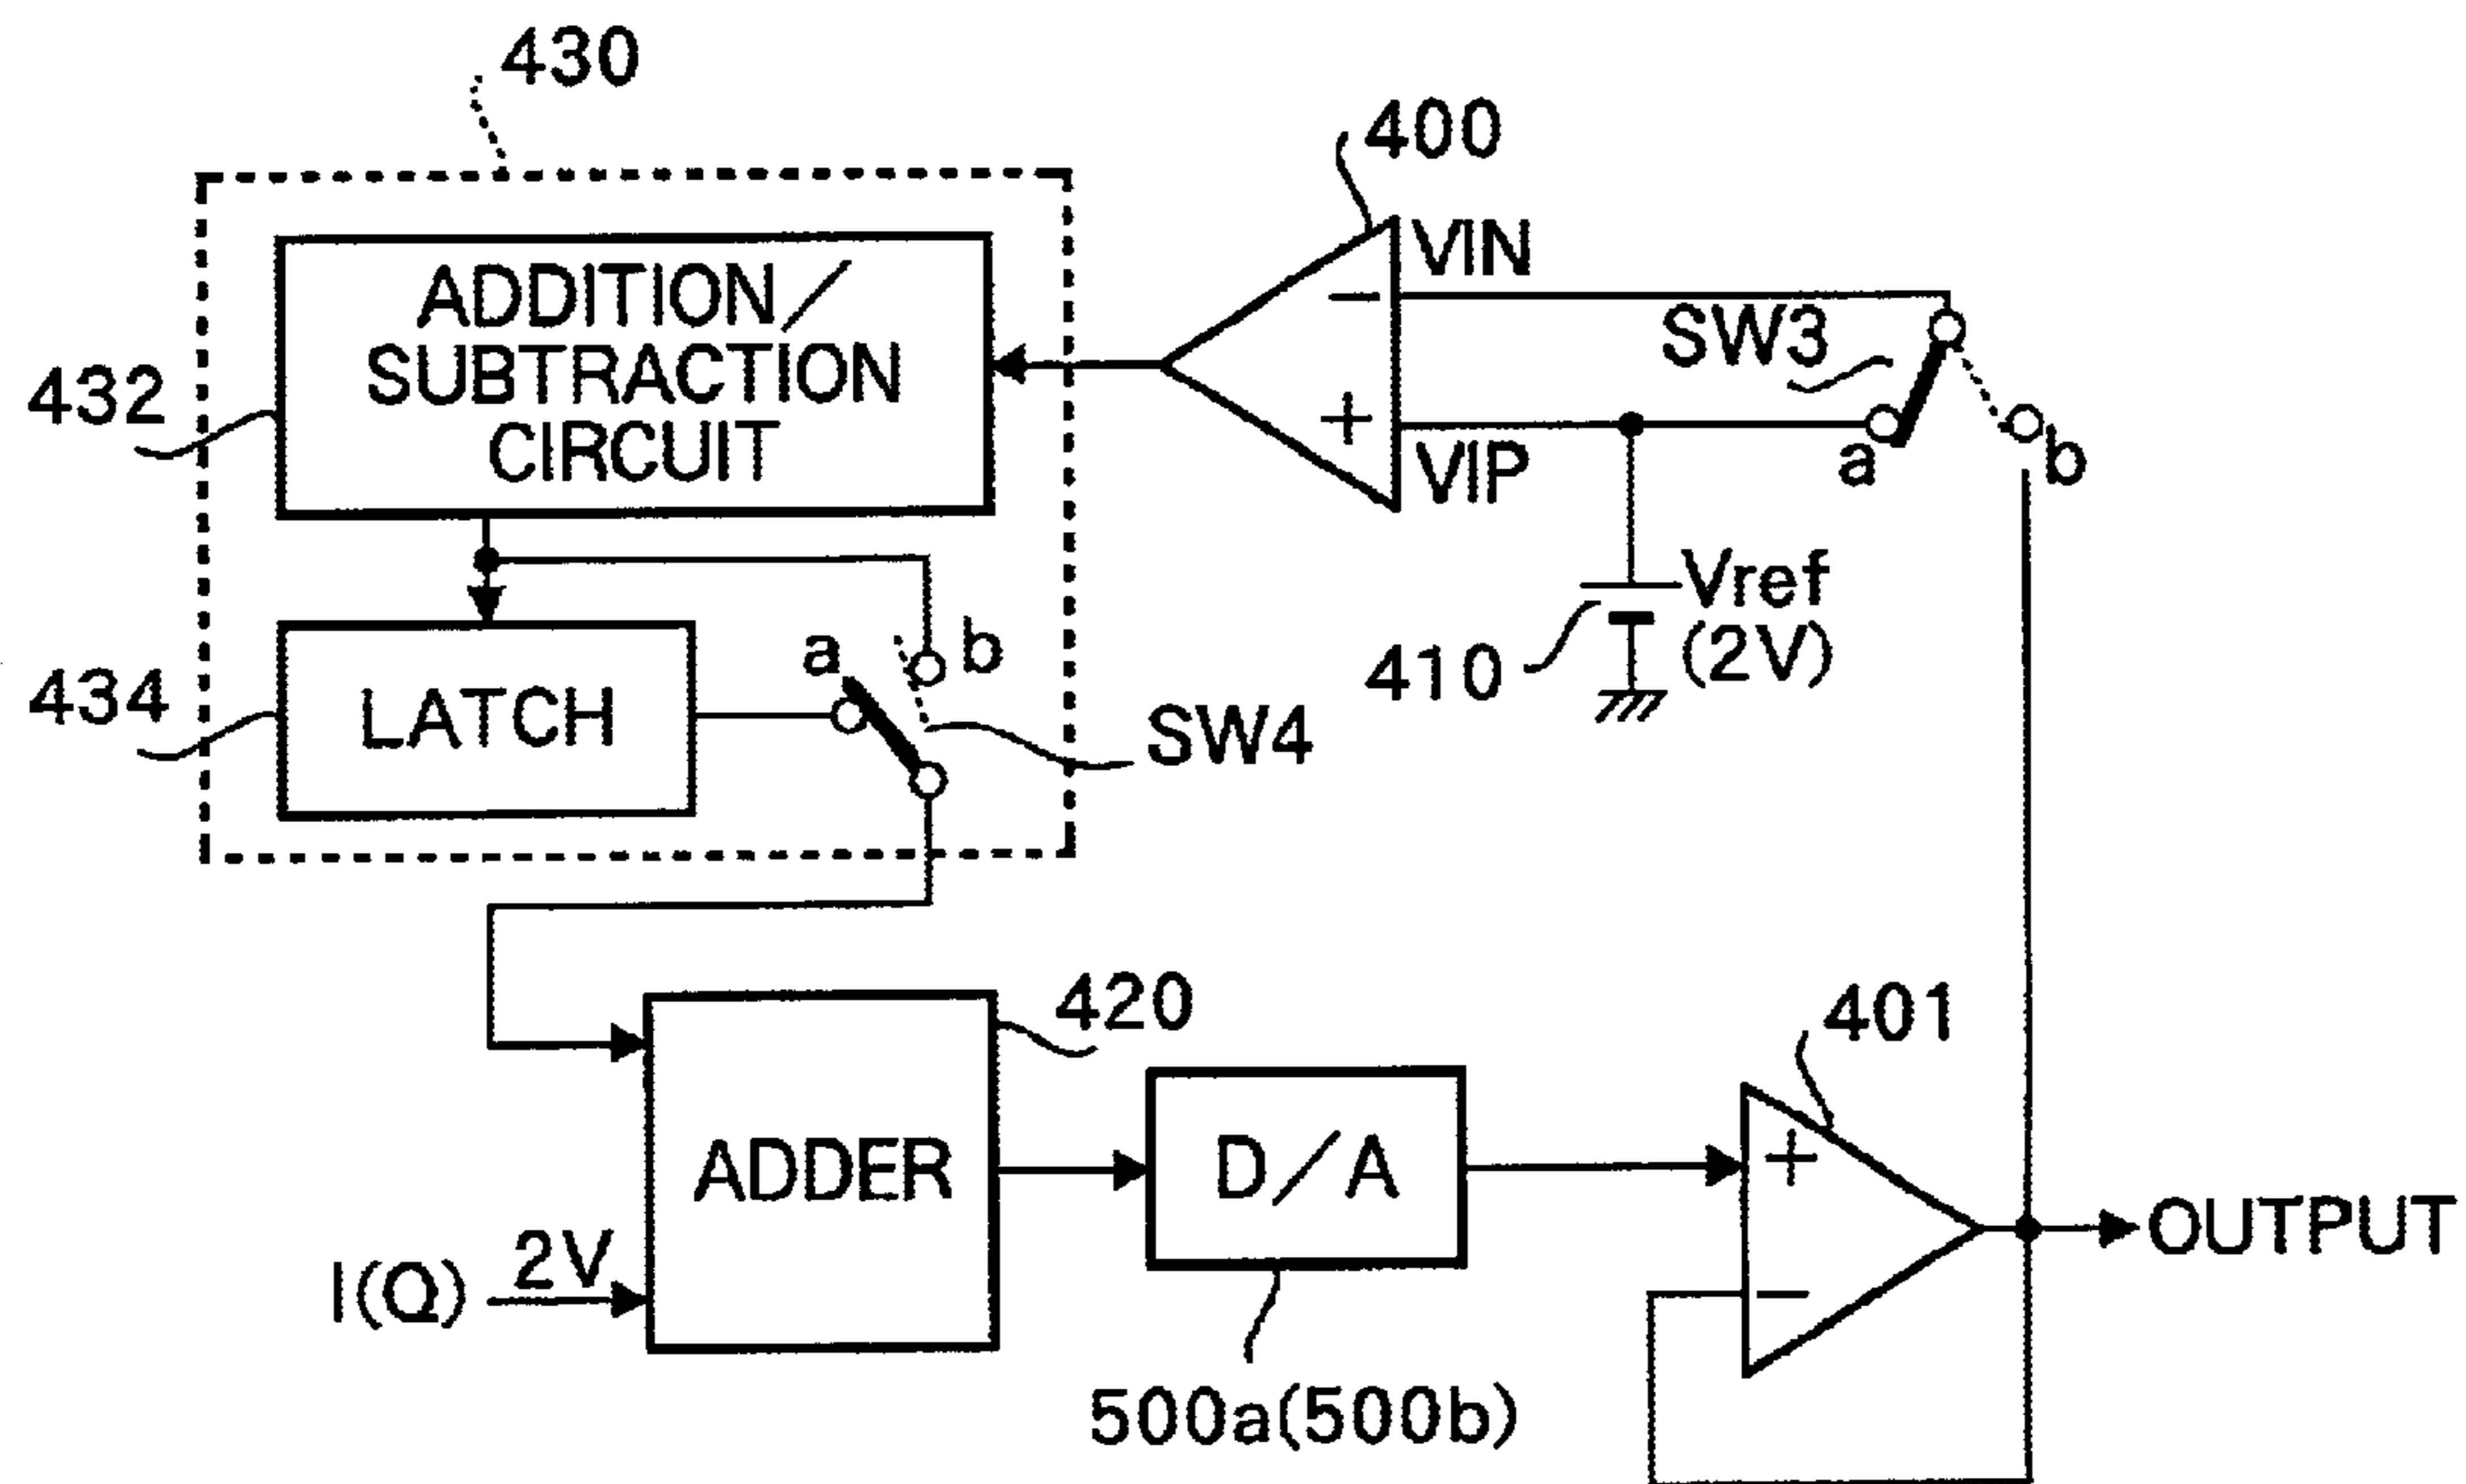 430
400
VIN
−
SW3
+
VIP
a
b
ADDITION/
SUBTRACTION
CIRCUIT
432
Vref
(2V)
410
a
b
LATCH
434
SW4
420
401
ADDER
D/A
+
−
OUTPUT
I(Q)
2V
500a(500b)